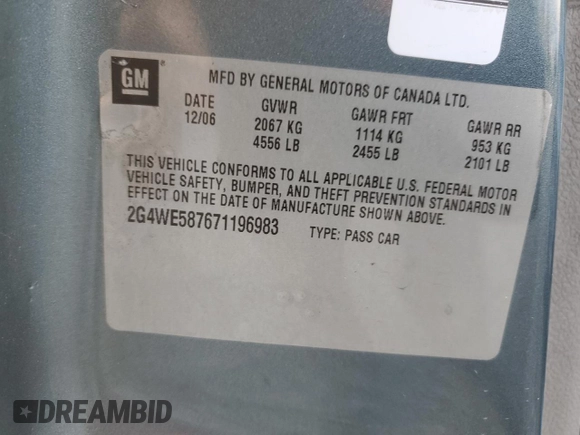 GM
MFD BY GENERAL MOTORS OF CANADA LTD.
DATE GVWR GAWR FRT GAWR RR
12/06 2067 KG 1114 KG 953 KG
4556 LB 2455 LB 2101 LB
THIS VEHICLE CONFORMS TO ALL APPLICABLE U.S. FEDERAL MOTOR
VEHICLE SAFETY, BUMPER, AND THEFT PREVENTION STANDARDS IN
EFFECT ON THE DATE OF MANUFACTURE SHOWN ABOVE.
2G4WE587671196983 TYPE: PASS CAR
DREAMBID